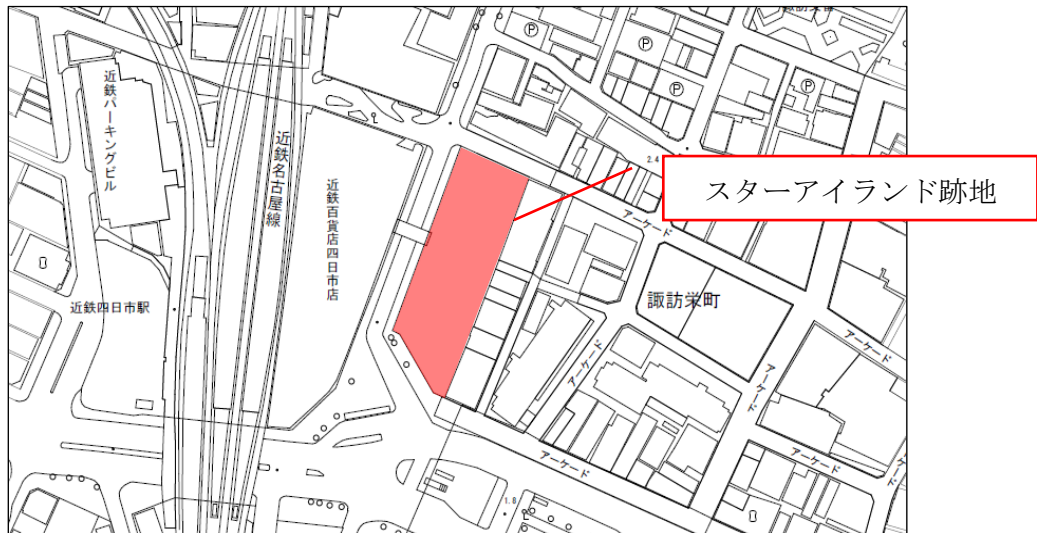 諏訪栄
Ⓟ
Ⓟ
Ⓟ
Ⓟ
近鉄パーキングビル
近鉄名古屋線
近鉄百貨店四日市店
2.4
スターアイランド跡地
アーケード
諏訪栄町
近鉄四日市駅
アーケード
アーケード
アーケード
アーケード
アーケード
1.8